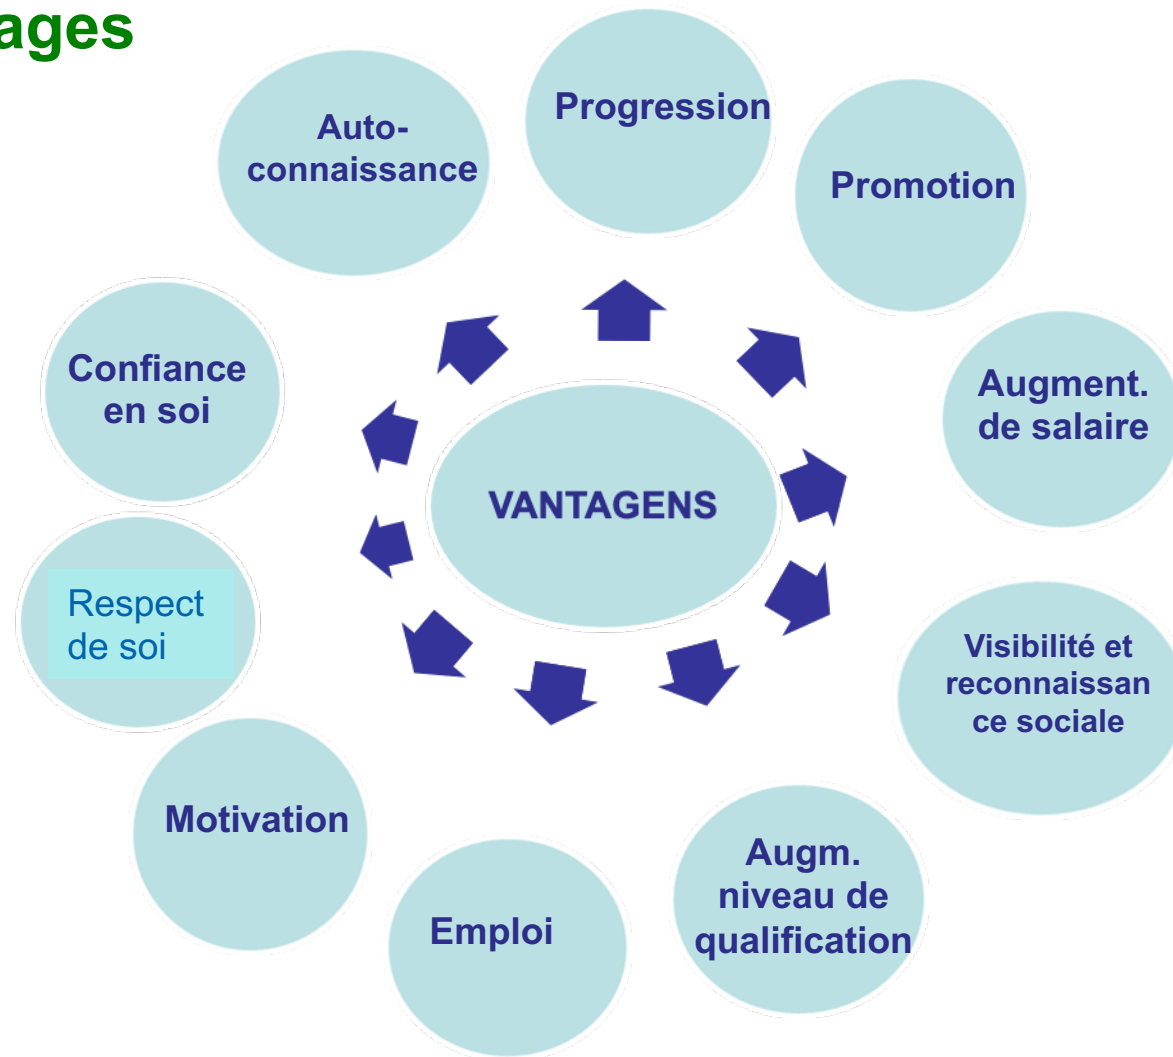 ages
Progression
Auto-
connaissance
Promotion
Confiance
en soi
Augment.
de salaire
VANTAGENS
Respect
de soi
Visibilité et
reconnaissan
ce sociale
Motivation
Augm.
niveau de
qualification
Emploi